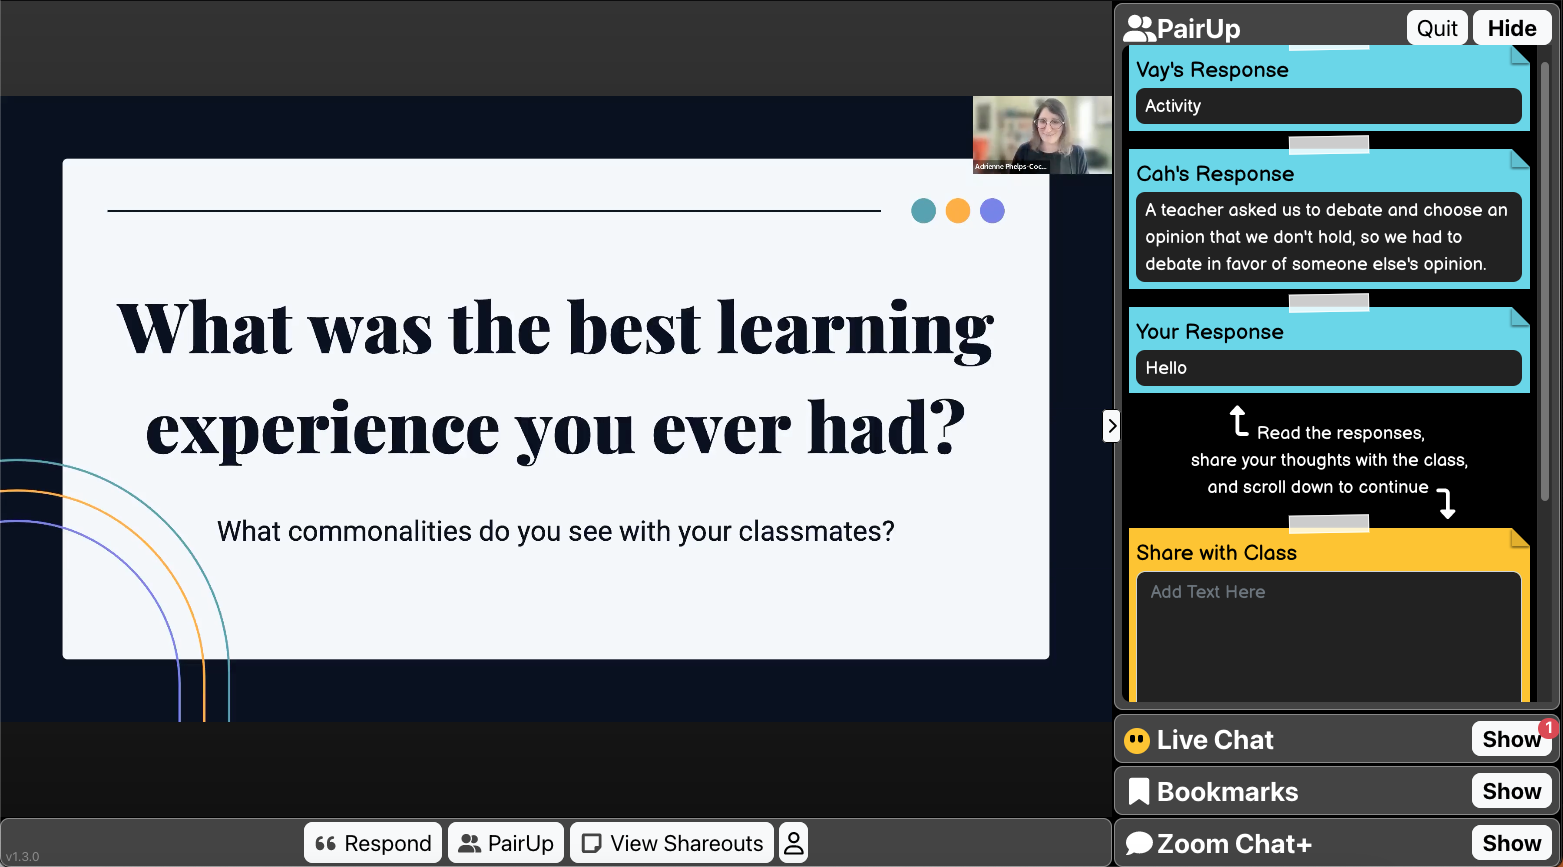 PairUp
Quit
Hide
Vay's Response
Activity
Cah's Response
A teacher asked us to debate and choose an
opinion that we don't hold, so we had to
debate in favor of someone else's opinion.
Your Response
Hello
Read the responses,
share your thoughts with the class,
and scroll down to continue
Share with Class
Add Text Here
Adrienne Phelps-Coc...
What was the best learning
experience you ever had?
What commonalities do you see with your classmates?
Live Chat
Show
1
Bookmarks
Show
Zoom Chat+
Show
v1.3.0
Respond
PairUp
View Shareouts